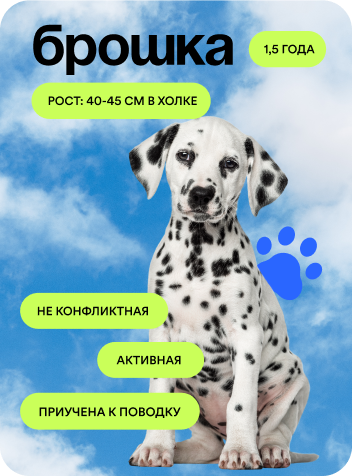 брошка
1,5 ГОДА
РОСТ: 40-45 СМ В ХОЛКЕ
НЕ КОНФЛИКТНАЯ
АКТИВНАЯ
ПРИУЧЕНА К ПОВОДКУ